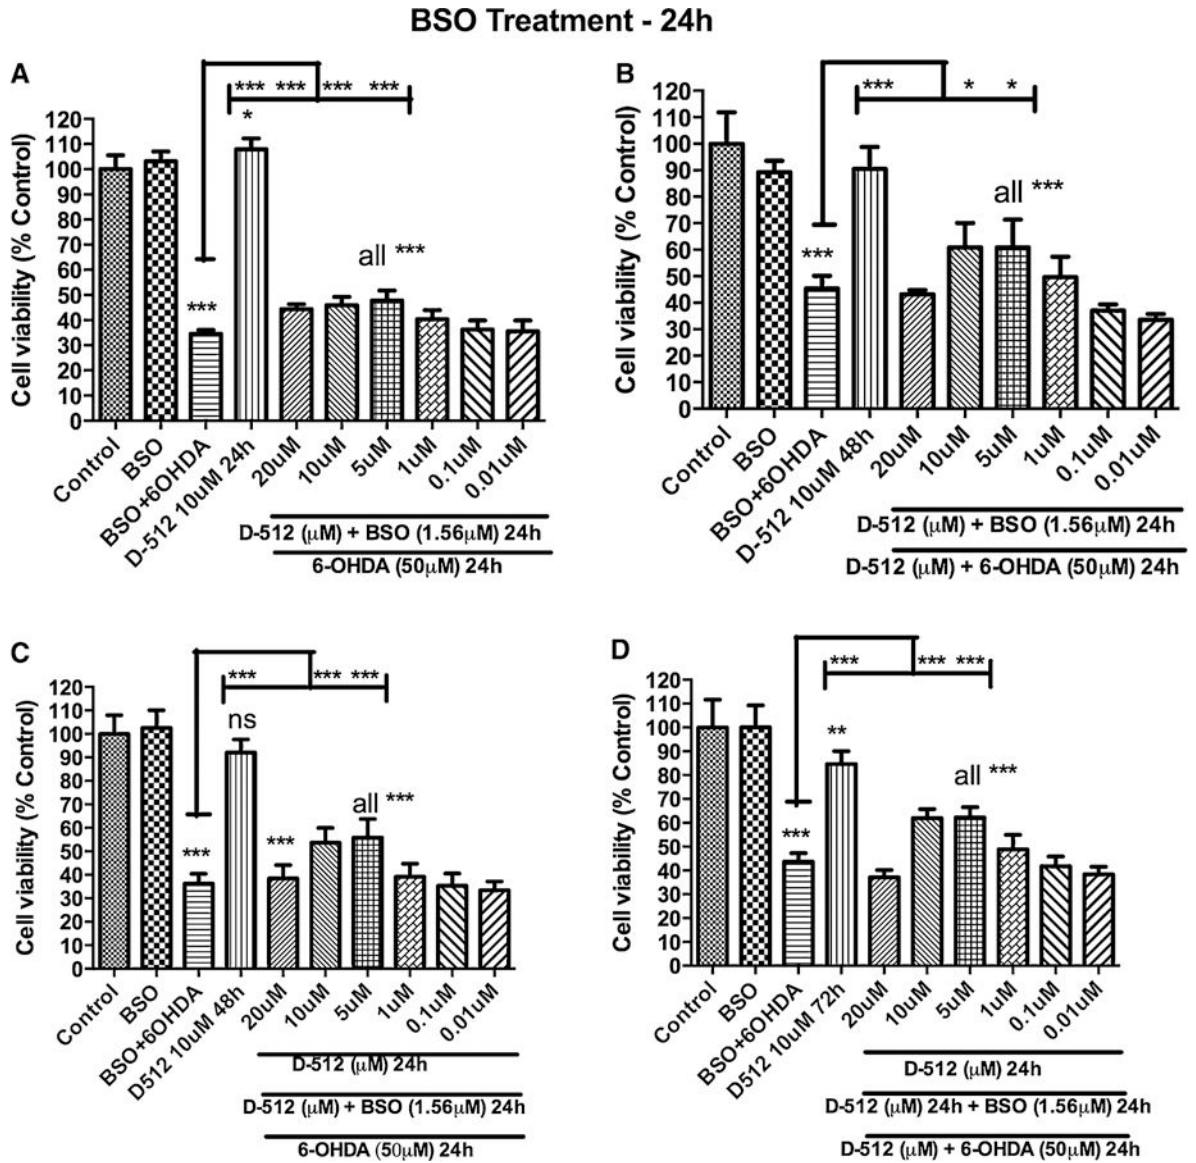 BSO Treatment - 24h
A
*** *** *** ***
*
all ***
***
Cell viability (% Control)
120
110
100
90
80
70
60
50
40
30
20
10
0
Control
BSO
BSO+6OHDA
D-512 10uM 24h
20uM
10uM
5uM
1uM
0.1uM
0.01uM
D-512 (μM) + BSO (1.56μM) 24h
6-OHDA (50μM) 24h
B
*** * *
all ***
***
Cell viability (% Control)
120
110
100
90
80
70
60
50
40
30
20
10
0
Control
BSO
BSO+6OHDA
D-512 10uM 48h
20uM
10uM
5uM
1uM
0.1uM
0.01uM
D-512 (μM) + BSO (1.56μM) 24h
D-512 (μM) + 6-OHDA (50μM) 24h
C
*** *** ***
ns
all ***
***
***
Cell viability (% Control)
120
110
100
90
80
70
60
50
40
30
20
10
0
Control
BSO
BSO+6OHDA
D512 10uM 48h
20uM
10uM
5uM
1uM
0.1uM
0.01uM
D-512 (μM) 24h
D-512 (μM) + BSO (1.56μM) 24h
6-OHDA (50μM) 24h
D
*** *** ***
**
all ***
***
Cell viability (% Control)
120
110
100
90
80
70
60
50
40
30
20
10
0
Control
BSO
BSO+6OHDA
D512 10uM 72h
20uM
10uM
5uM
1uM
0.1uM
0.01uM
D-512 (μM) 24h
D-512 (μM) 24h + BSO (1.56μM) 24h
D-512 (μM) + 6-OHDA (50μM) 24h